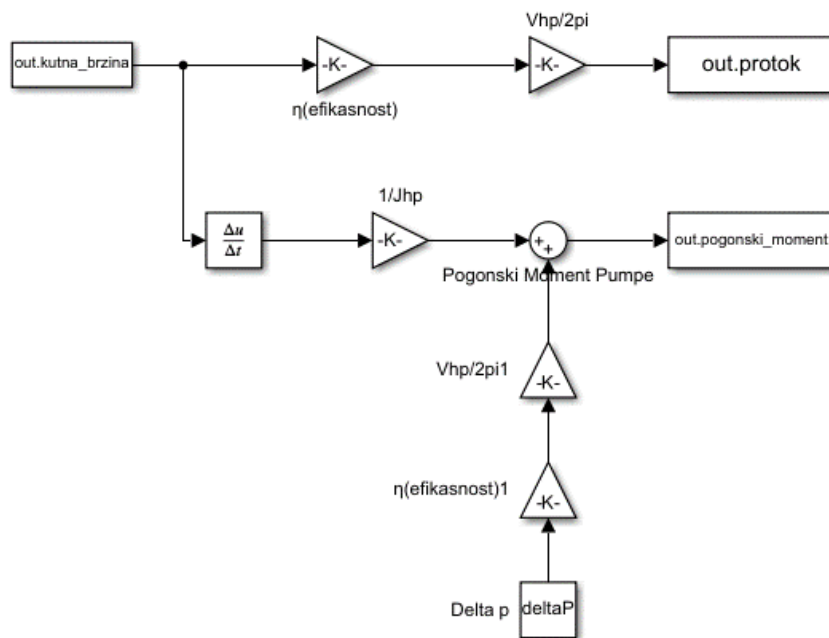 Vhp/2pi
out.kutna_brzina
-K-
-K-
out.protok
η(efikasnost)
1/Jhp
Δu
Δt
-K-
++
out.pogonski_moment
Pogonski Moment Pumpe
Vhp/2pi1
-K-
η(efikasnost)1
-K-
Delta p
deltaP